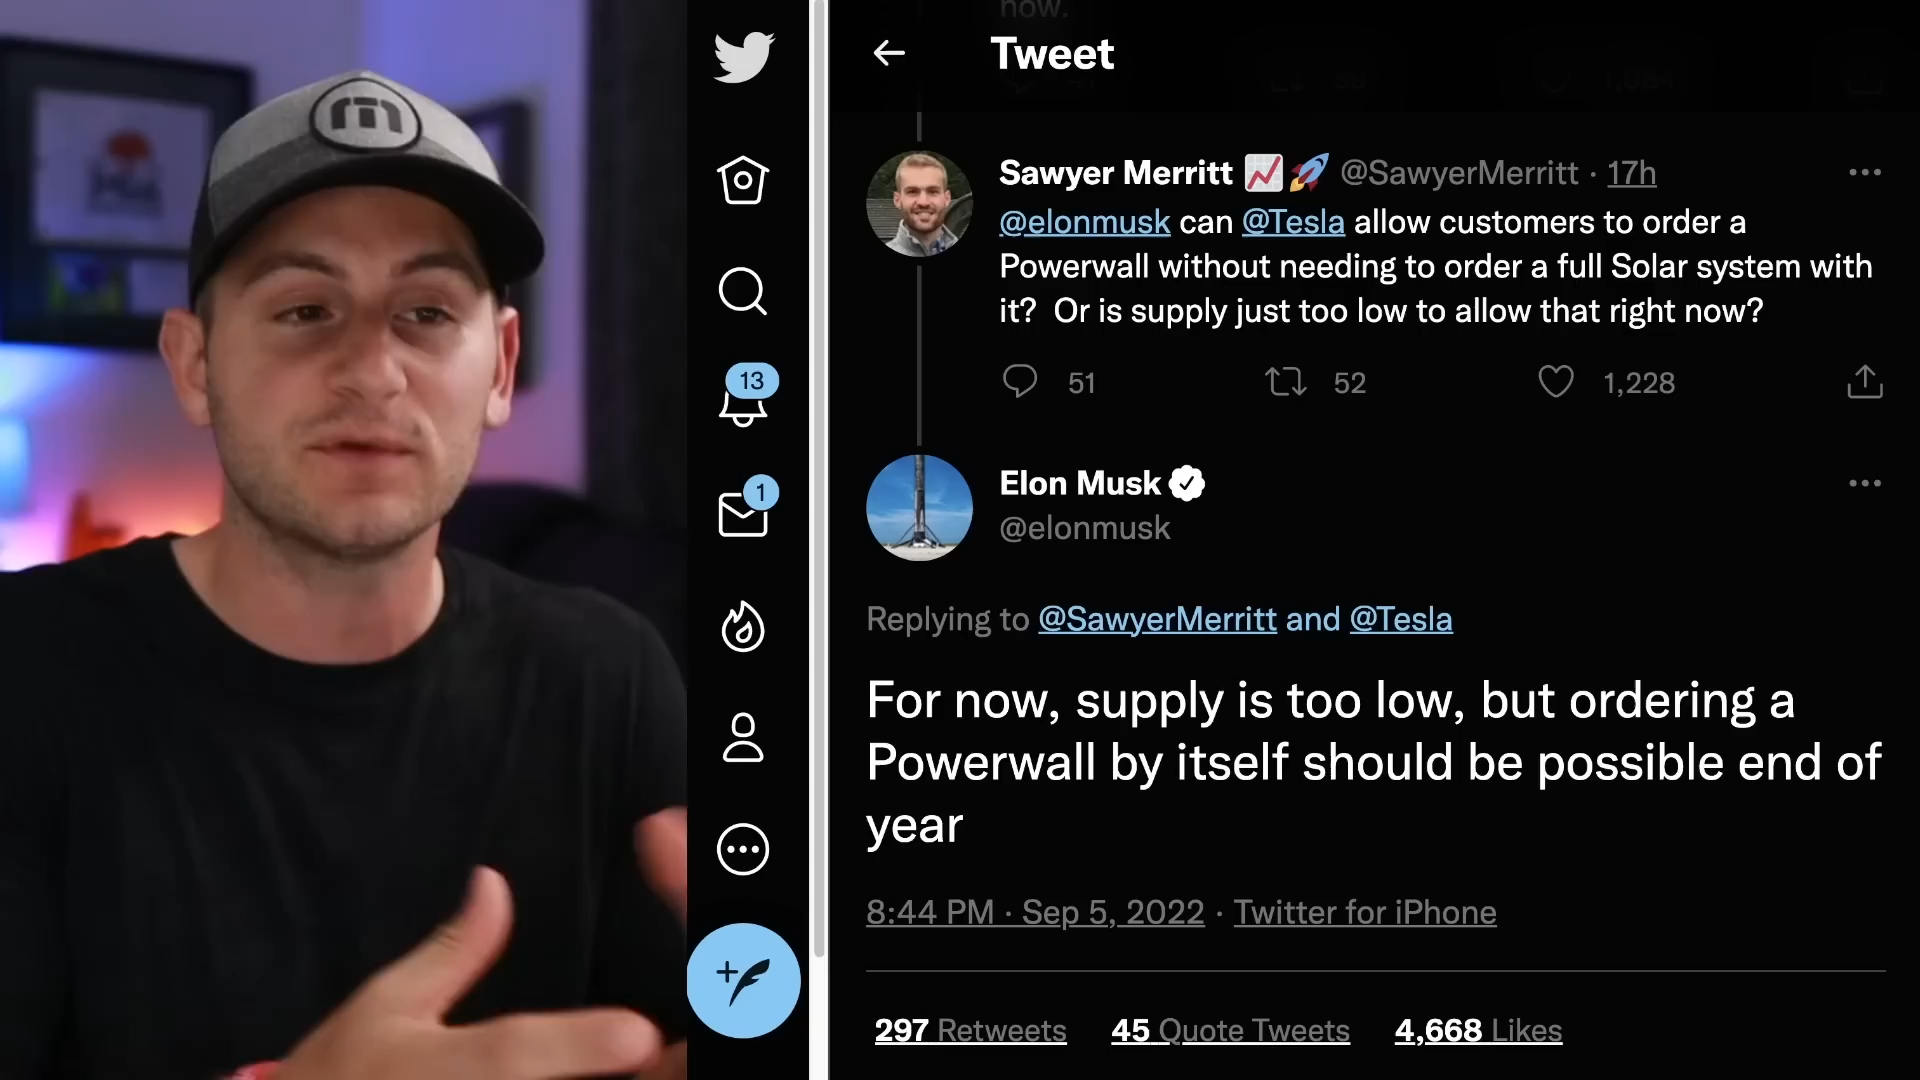 now.
Tweet
Sawyer Merritt 📈🚀 @SawyerMerritt · 17h
@elonmusk can @Tesla allow customers to order a
Powerwall without needing to order a full Solar system with
it?  Or is supply just too low to allow that right now?
51 52 1,228
13
1
Elon Musk
@elonmusk
Replying to @SawyerMerritt and @Tesla
For now, supply is too low, but ordering a
Powerwall by itself should be possible end of
year
8:44 PM · Sep 5, 2022 · Twitter for iPhone
297 Retweets 45 Quote Tweets 4,668 Likes